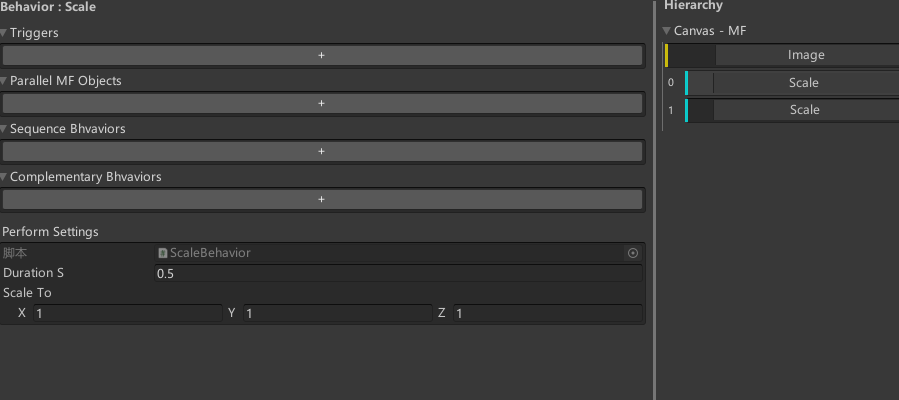 Behavior : Scale
Triggers
+
Parallel MF Objects
+
Sequence Bhvaviors
+
Complementary Bhvaviors
+
Perform Settings
脚本 ScaleBehavior
Duration S 0.5
Scale To
X 1 Y 1 Z 1
Hierarchy
Canvas - MF
Image
0 Scale
1 Scale